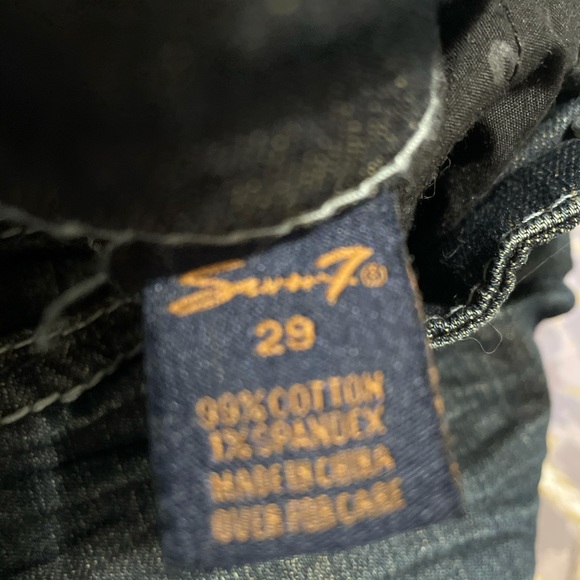 Seven7®
29
99% COTTON
1% SPANDEX
MADE IN CHINA
OVER FOR CARE